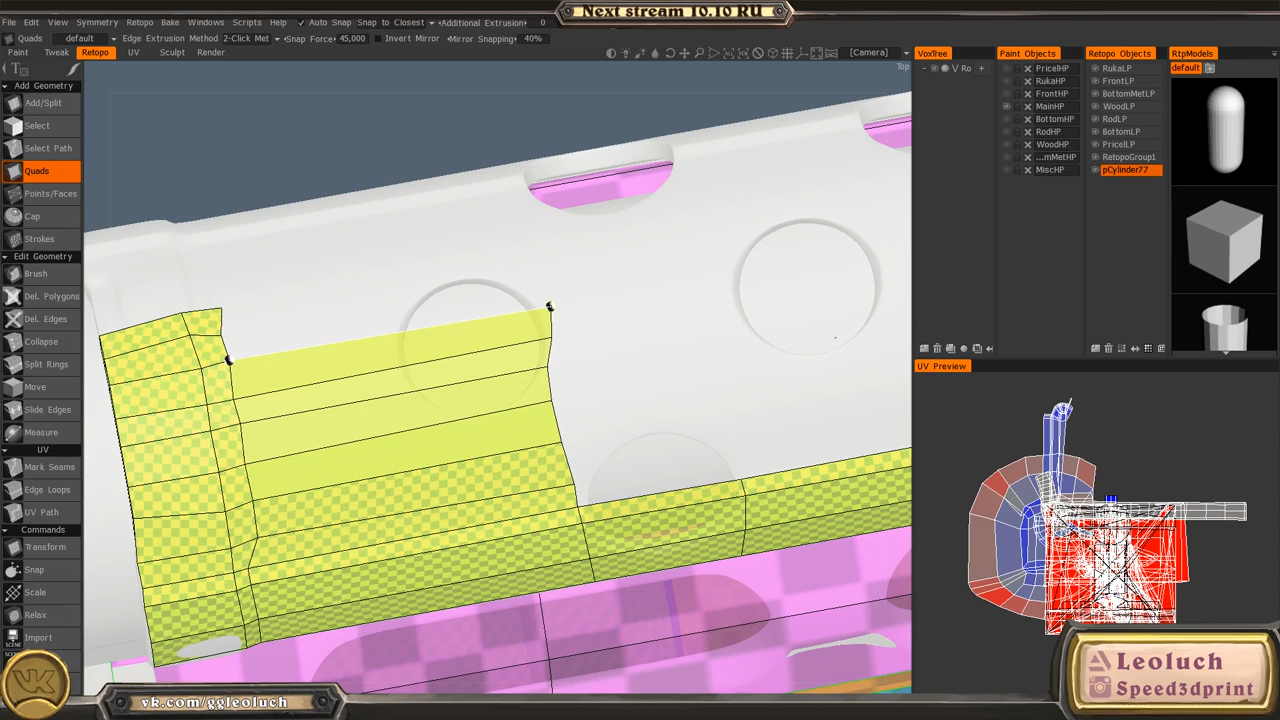 Next stream 10.10 RU
File Edit View Symmetry Retopo Bake Windows Scripts Help Auto Snap Snap to Closest Additional Extrusion 0
Quads default Edge Extrusion Method 2-Click Met Snap Force 45,000 Invert Mirror Mirror Snapping 40%
Paint Tweak Retopo UV Sculpt Render [Camera]
Top
Add Geometry
Add/Split
Select
Select Path
Quads
Points/Faces
Cap
Strokes
Edit Geometry
Brush
Del. Polygons
Del. Edges
Collapse
Split Rings
Move
Slide Edges
Measure
UV
Mark Seams
Edge Loops
UV Path
Commands
Transform
Snap
Scale
Relax
Import
SCENE
VoxTree
V Ro +
Paint Objects
PricelHP
RukaHP
FrontHP
MainHP
BottomHP
RodHP
WoodHP
...mMetHP
MiscHP
Retopo Objects
RukaLP
FrontLP
BottomMetLP
WoodLP
RodLP
BottomLP
PricelLP
RetopoGroup1
pCylinder77
RtpModels
default
UV Preview
vk.com/ggleoluch
Leoluch
Speed3dprint